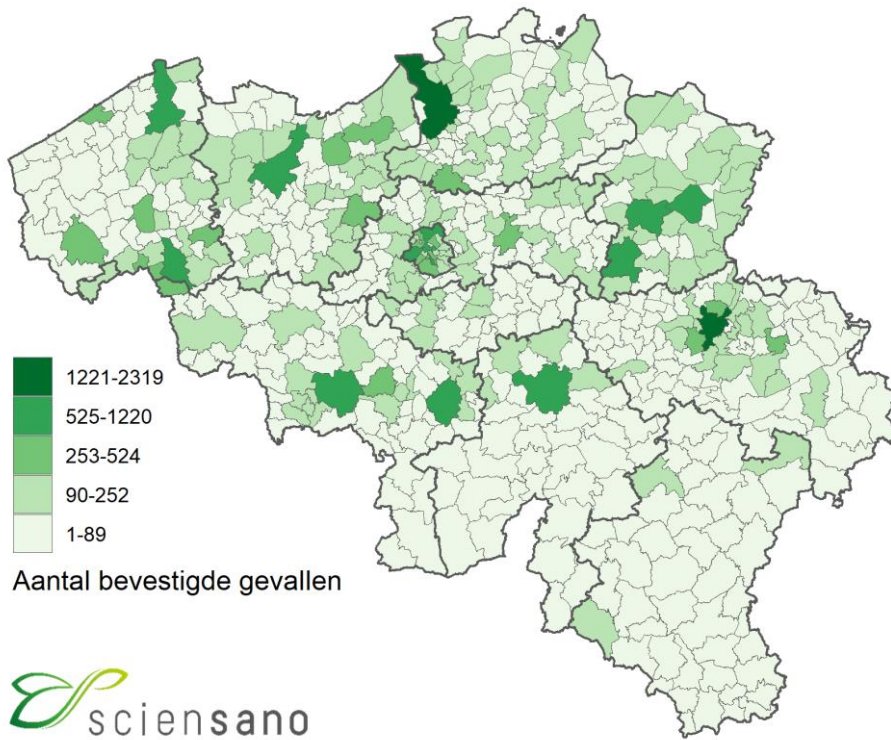 1221-2319
525-1220
253-524
90-252
1-89
Aantal bevestigde gevallen
sciensano